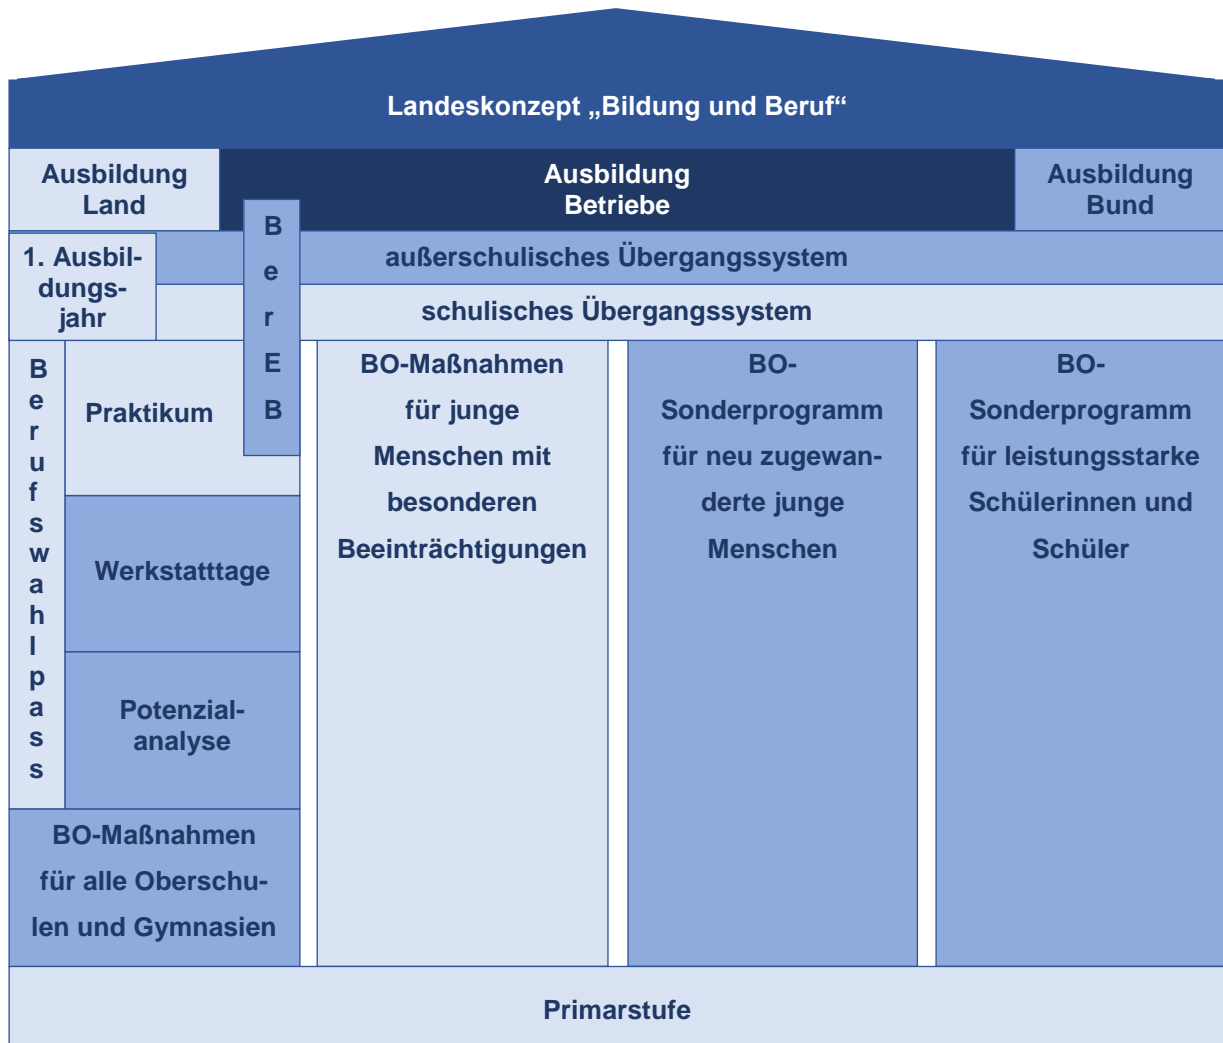 Landeskonzept „Bildung und Beruf“
Ausbildung
Land
Ausbildung
Betriebe
Ausbildung
Bund
BerEB
1. Ausbil-
dungs-
jahr
außerschulisches Übergangssystem
schulisches Übergangssystem
Berufswahlpass
Praktikum
Werkstatttage
Potenzial-
analyse
BO-Maßnahmen
für alle Oberschu-
len und Gymnasien
BO-Maßnahmen
für junge
Menschen mit
besonderen
Beeinträchtigungen
BO-
Sonderprogramm
für neu zugewan-
derte junge
Menschen
BO-
Sonderprogramm
für leistungsstarke
Schülerinnen und
Schüler
Primarstufe